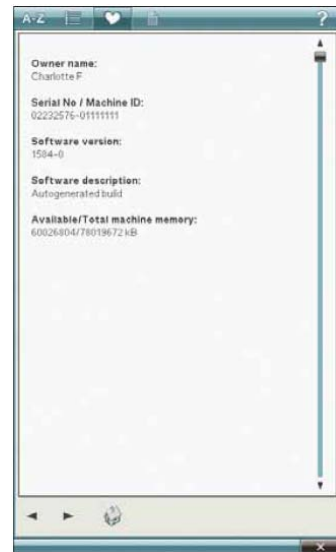 A-Z ?
Owner name:
Charlotte F
Serial No / Machine ID:
02232576-01111111
Software version:
1584-0
Software description:
Autogenerated build
Available/Total machine memory:
60026804/78019672 kB